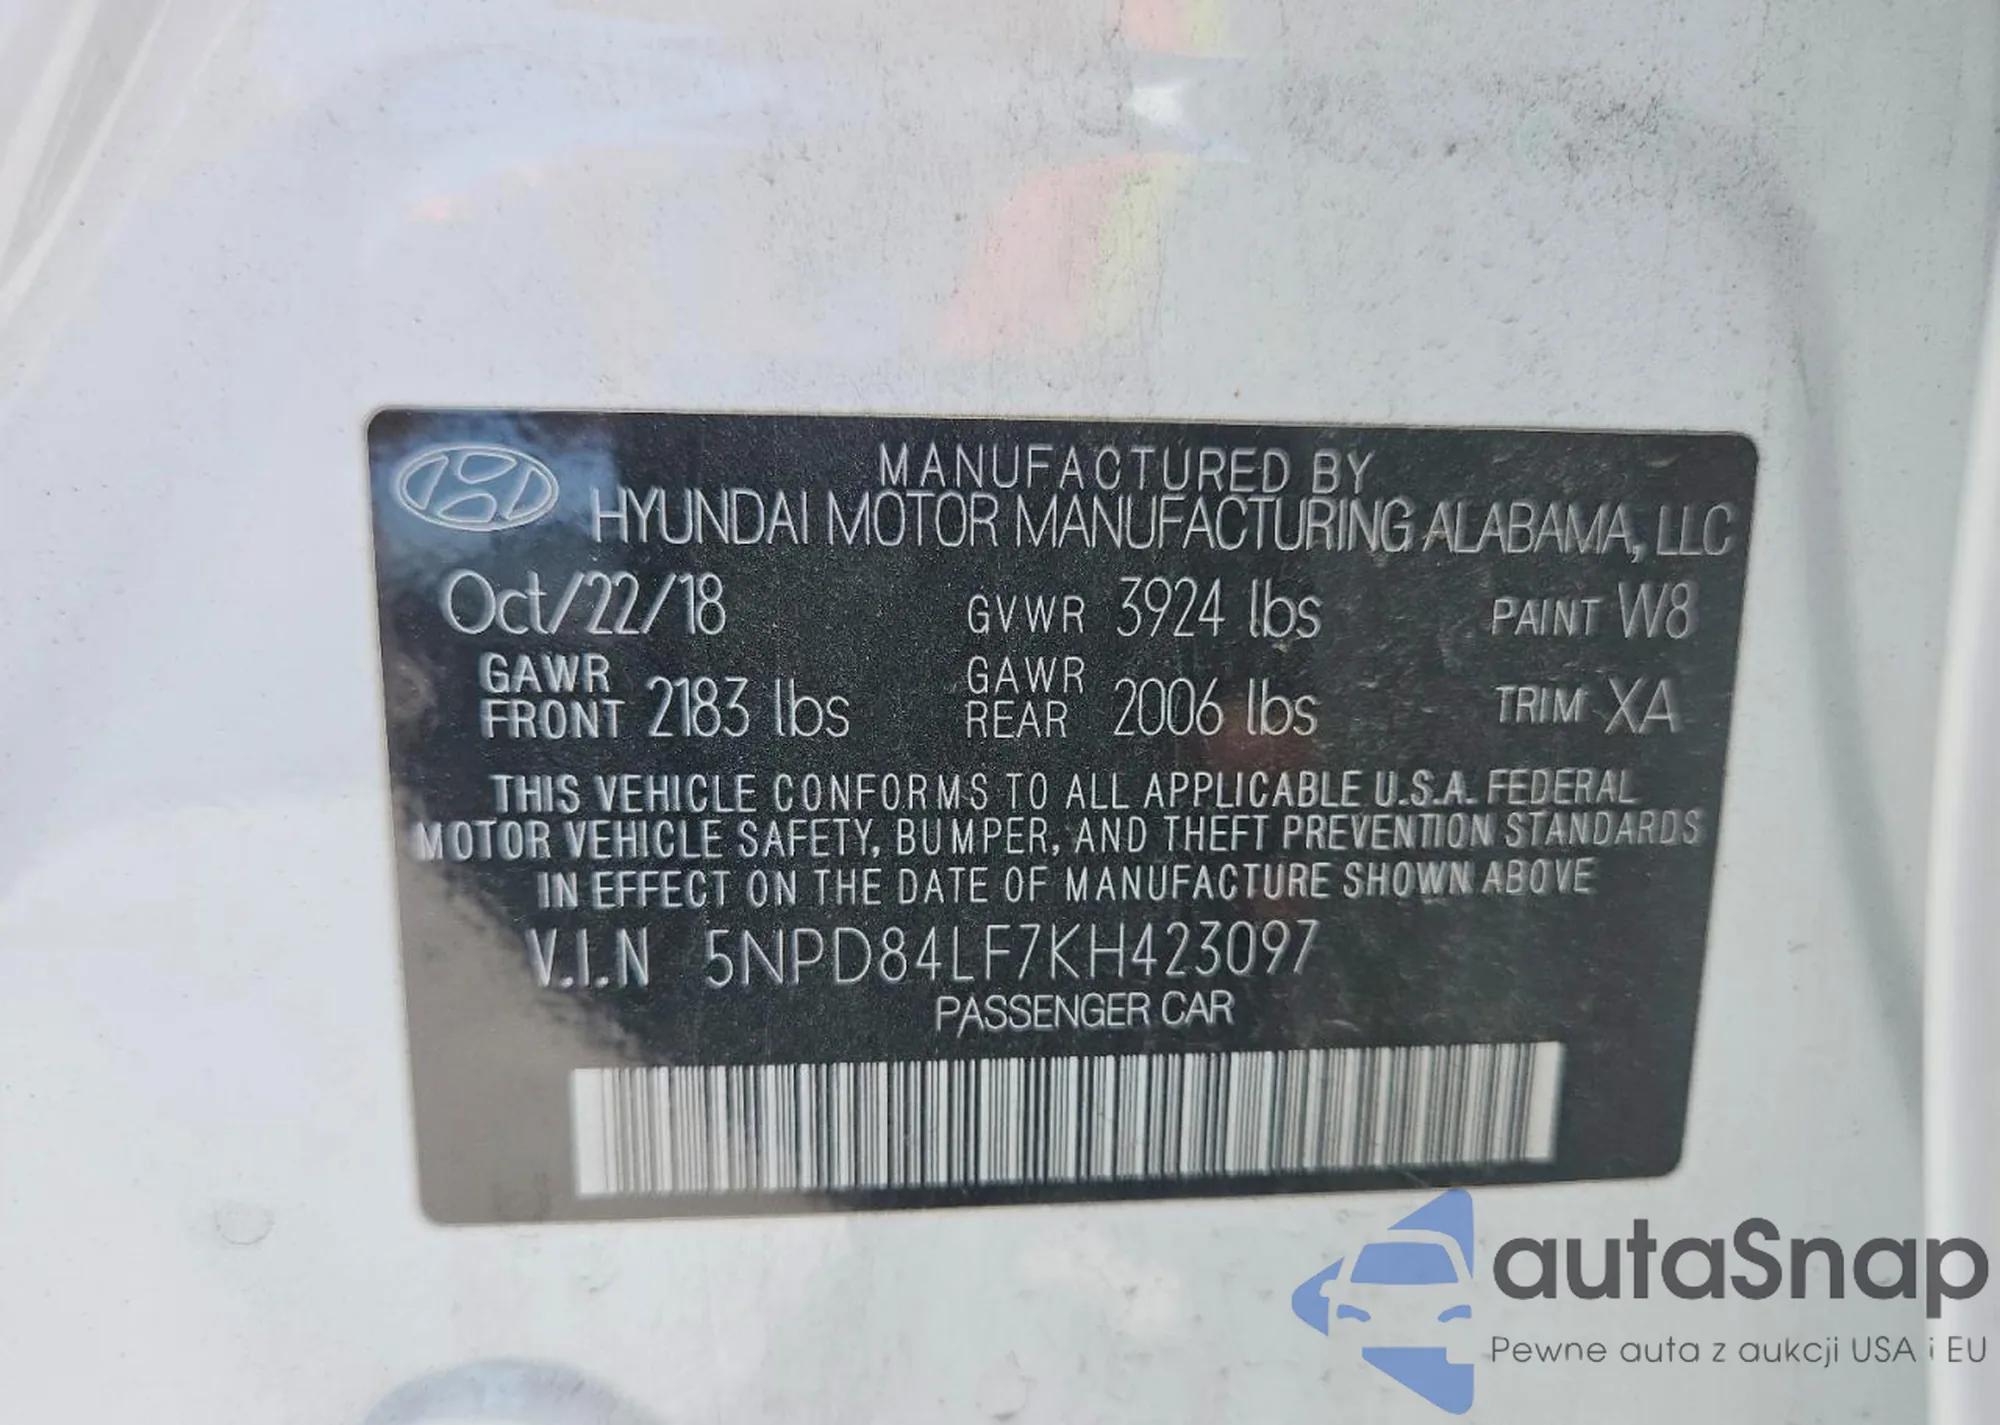 MANUFACTURED BY
HYUNDAI MOTOR MANUFACTURING ALABAMA, LLC
Oct/22/18 GVWR 3924 lbs PAINT W8
GAWR FRONT 2183 lbs GAWR REAR 2006 lbs TRIM XA
THIS VEHICLE CONFORMS TO ALL APPLICABLE U.S.A. FEDERAL
MOTOR VEHICLE SAFETY, BUMPER, AND THEFT PREVENTION STANDARDS
IN EFFECT ON THE DATE OF MANUFACTURE SHOWN ABOVE
V.I.N 5NPD84LF7KH423097
PASSENGER CAR
autaSnap
Pewne auta z aukcji USA i EU